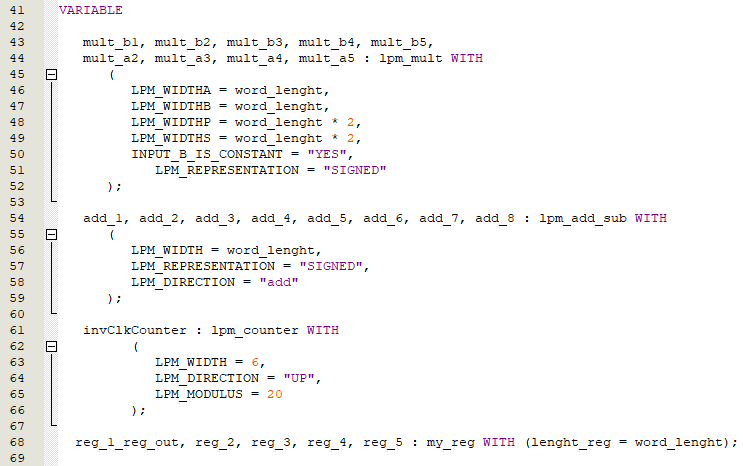 41 VARIABLE
42
43 mult_b1, mult_b2, mult_b3, mult_b4, mult_b5,
44 mult_a2, mult_a3, mult_a4, mult_a5 : lpm_mult WITH
45 (
46 LPM_WIDTHA = word_lenght,
47 LPM_WIDTHB = word_lenght,
48 LPM_WIDTHP = word_lenght * 2,
49 LPM_WIDTHS = word_lenght * 2,
50 INPUT_B_IS_CONSTANT = "YES",
51 LPM_REPRESENTATION = "SIGNED"
52 );
53
54 add_1, add_2, add_3, add_4, add_5, add_6, add_7, add_8 : lpm_add_sub WITH
55 (
56 LPM_WIDTH = word_lenght,
57 LPM_REPRESENTATION = "SIGNED",
58 LPM_DIRECTION = "add"
59 );
60
61 invClkCounter : lpm_counter WITH
62 (
63 LPM_WIDTH = 6,
64 LPM_DIRECTION = "UP",
65 LPM_MODULUS = 20
66 );
67
68 reg_1_reg_out, reg_2, reg_3, reg_4, reg_5 : my_reg WITH (lenght_reg = word_lenght);
69